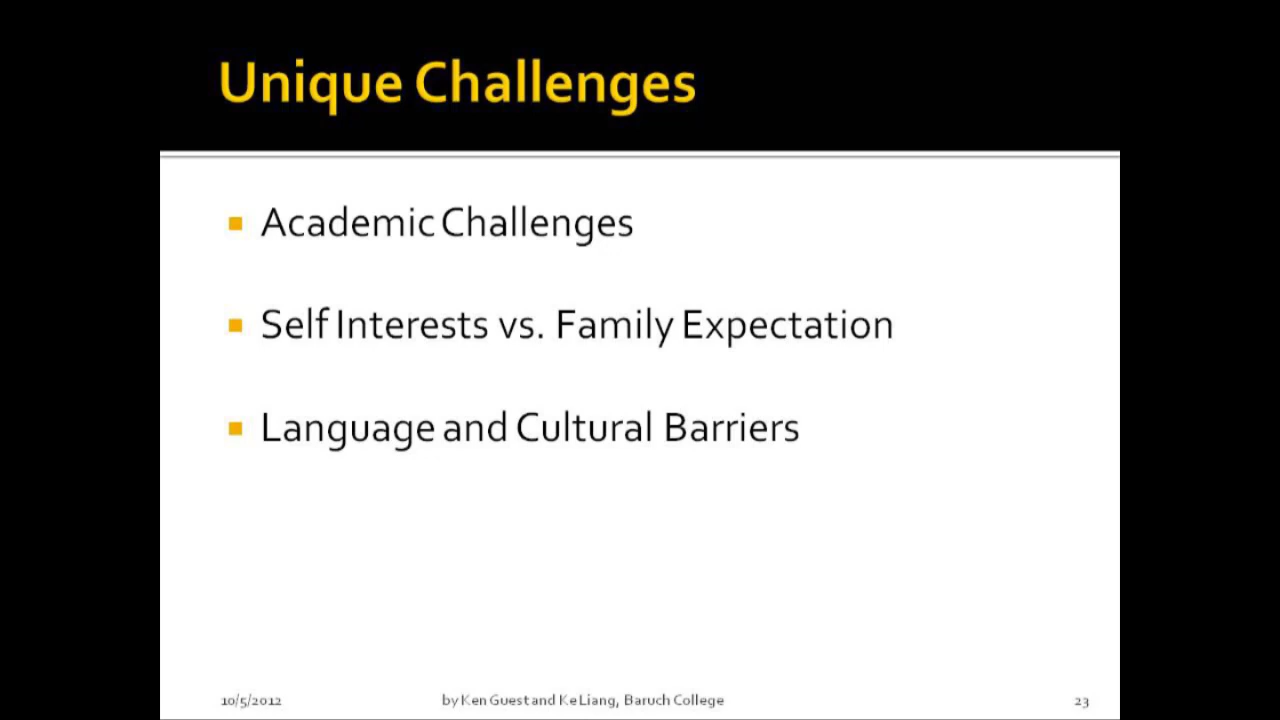 Unique Challenges
Academic Challenges
Self Interests vs. Family Expectation
Language and Cultural Barriers
10/5/2012 by Ken Guest and Ke Liang, Baruch College 23